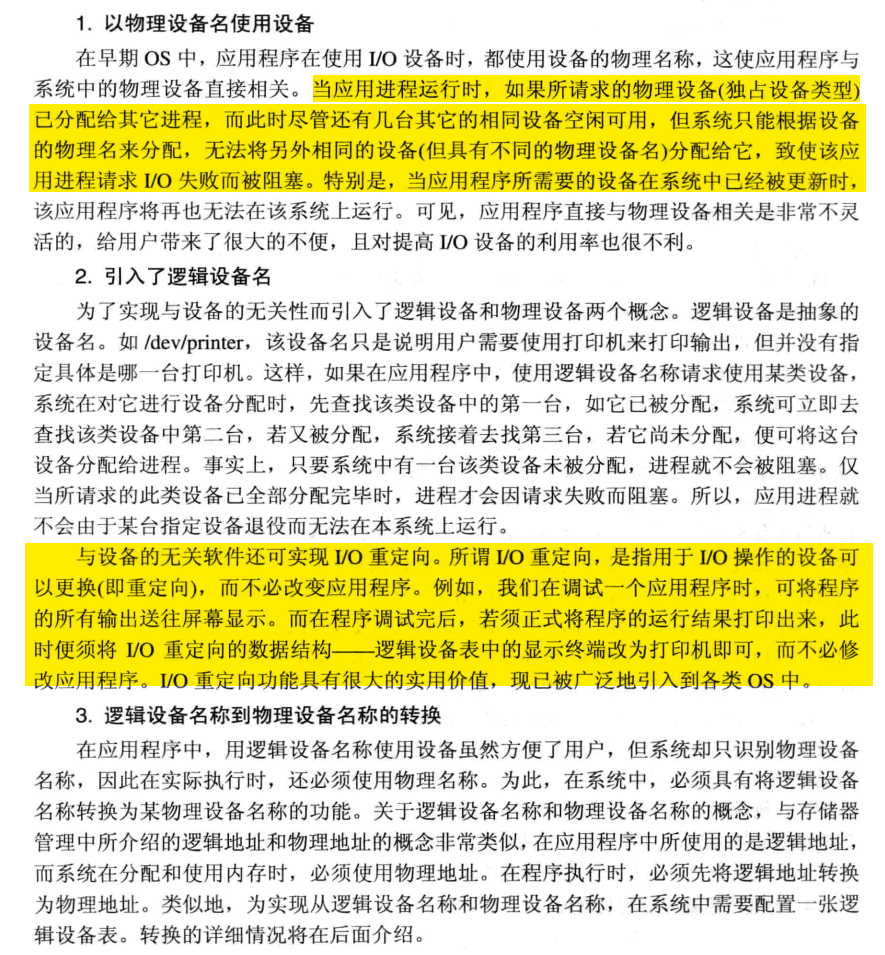 1. 以物理设备名使用设备
在早期 OS 中，应用程序在使用 I/O 设备时，都使用设备的物理名称，这使应用程序与
系统中的物理设备直接相关。当应用进程运行时，如果所请求的物理设备(独占设备类型)
已分配给其它进程，而此时尽管还有几台其它的相同设备空闲可用，但系统只能根据设备
的物理名来分配，无法将另外相同的设备(但具有不同的物理设备名)分配给它，致使该应
用进程请求 I/O 失败而被阻塞。特别是，当应用程序所需要的设备在系统中已经被更新时，
该应用程序将再也无法在该系统上运行。可见，应用程序直接与物理设备相关是非常不灵
活的，给用户带来了很大的不便，且对提高 I/O 设备的利用率也很不利。
2. 引入了逻辑设备名
为了实现与设备的无关性而引入了逻辑设备和物理设备两个概念。逻辑设备是抽象的
设备名。如 /dev/printer，该设备名只是说明用户需要使用打印机来打印输出，但并没有指
定具体是哪一台打印机。这样，如果在应用程序中，使用逻辑设备名称请求使用某类设备，
系统在对它进行设备分配时，先查找该类设备中的第一台，如它已被分配，系统可立即去
查找该类设备中第二台，若又被分配，系统接着去找第三台，若它尚未分配，便可将这台
设备分配给进程。事实上，只要系统中有一台该类设备未被分配，进程就不会被阻塞。仅
当所请求的此类设备已全部分配完毕时，进程才会因请求失败而阻塞。所以，应用进程就
不会由于某台指定设备退役而无法在本系统上运行。
与设备的无关软件还可实现 I/O 重定向。所谓 I/O 重定向，是指用于 I/O 操作的设备可
以更换(即重定向)，而不必改变应用程序。例如，我们在调试一个应用程序时，可将程序
的所有输出送往屏幕显示。而在程序调试完后，若须正式将程序的运行结果打印出来，此
时便须将 I/O 重定向的数据结构——逻辑设备表中的显示终端改为打印机即可，而不必修
改应用程序。I/O 重定向功能具有很大的实用价值，现已被广泛地引入到各类 OS 中。
3. 逻辑设备名称到物理设备名称的转换
在应用程序中，用逻辑设备名称使用设备虽然方便了用户，但系统却只识别物理设备
名称，因此在实际执行时，还必须使用物理名称。为此，在系统中，必须具有将逻辑设备
名称转换为某物理设备名称的功能。关于逻辑设备名称和物理设备名称的概念，与存储器
管理中所介绍的逻辑地址和物理地址的概念非常类似，在应用程序中所使用的是逻辑地址，
而系统在分配和使用内存时，必须使用物理地址。在程序执行时，必须先将逻辑地址转换
为物理地址。类似地，为实现从逻辑设备名称和物理设备名称，在系统中需要配置一张逻
辑设备表。转换的详细情况将在后面介绍。